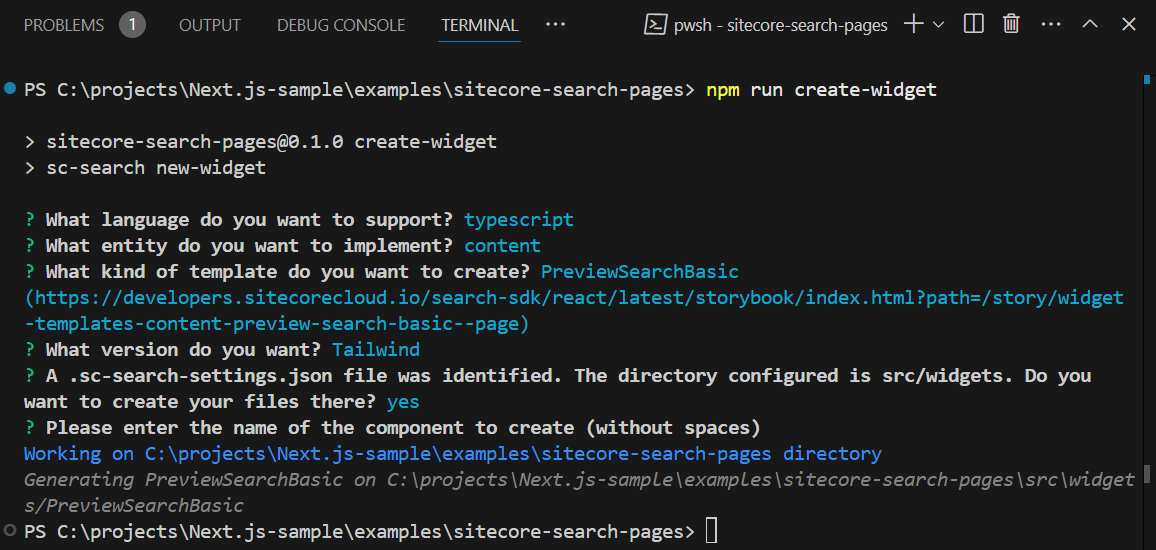 PROBLEMS 1 OUTPUT DEBUG CONSOLE TERMINAL ··· pwsh - sitecore-search-pages ···
PS C:\projects\Next.js-sample\examples\sitecore-search-pages> npm run create-widget
> sitecore-search-pages@0.1.0 create-widget
> sc-search new-widget
? What language do you want to support? typescript
? What entity do you want to implement? content
? What kind of template do you want to create? PreviewSearchBasic
(https://developers.sitecorecloud.io/search-sdk/react/latest/storybook/index.html?path=/story/widget
-templates-content-preview-search-basic--page)
? What version do you want? Tailwind
? A .sc-search-settings.json file was identified. The directory configured is src/widgets. Do you
want to create your files there? yes
? Please enter the name of the component to create (without spaces)
Working on C:\projects\Next.js-sample\examples\sitecore-search-pages directory
Generating PreviewSearchBasic on C:\projects\Next.js-sample\examples\sitecore-search-pages\src\widget
s/PreviewSearchBasic
PS C:\projects\Next.js-sample\examples\sitecore-search-pages>